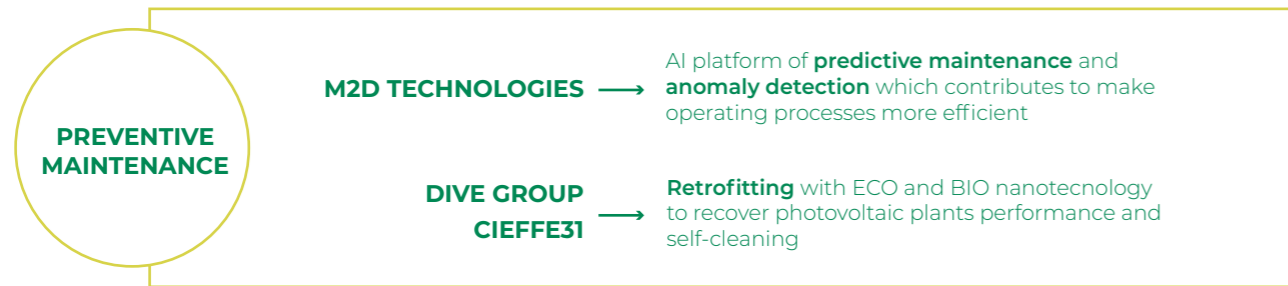 PREVENTIVE
MAINTENANCE
M2D TECHNOLOGIES ⟶
AI platform of predictive maintenance and
anomaly detection which contributes to make
operating processes more efficient
DIVE GROUP
CIEFFE31 ⟶
Retrofitting with ECO and BIO nanotecnology
to recover photovoltaic plants performance and
self-cleaning